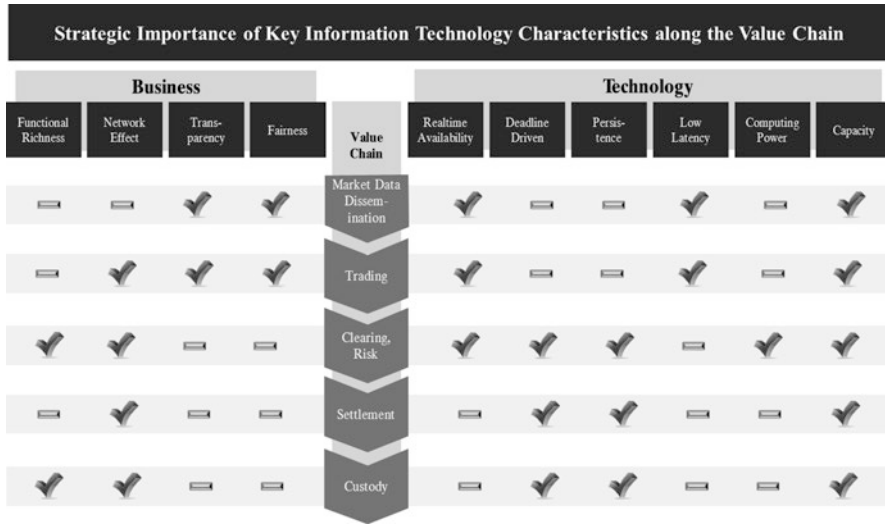 Strategic Importance of Key Information Technology Characteristics along the Value Chain
Business
Technology
Functional
Richness
Network
Effect
Trans-
parency
Fairness
Value
Chain
Realtime
Availability
Deadline
Driven
Persis-
tence
Low
Latency
Computing
Power
Capacity
Market Data
Dissem-
ination
Trading
Clearing,
Risk
Settlement
Custody